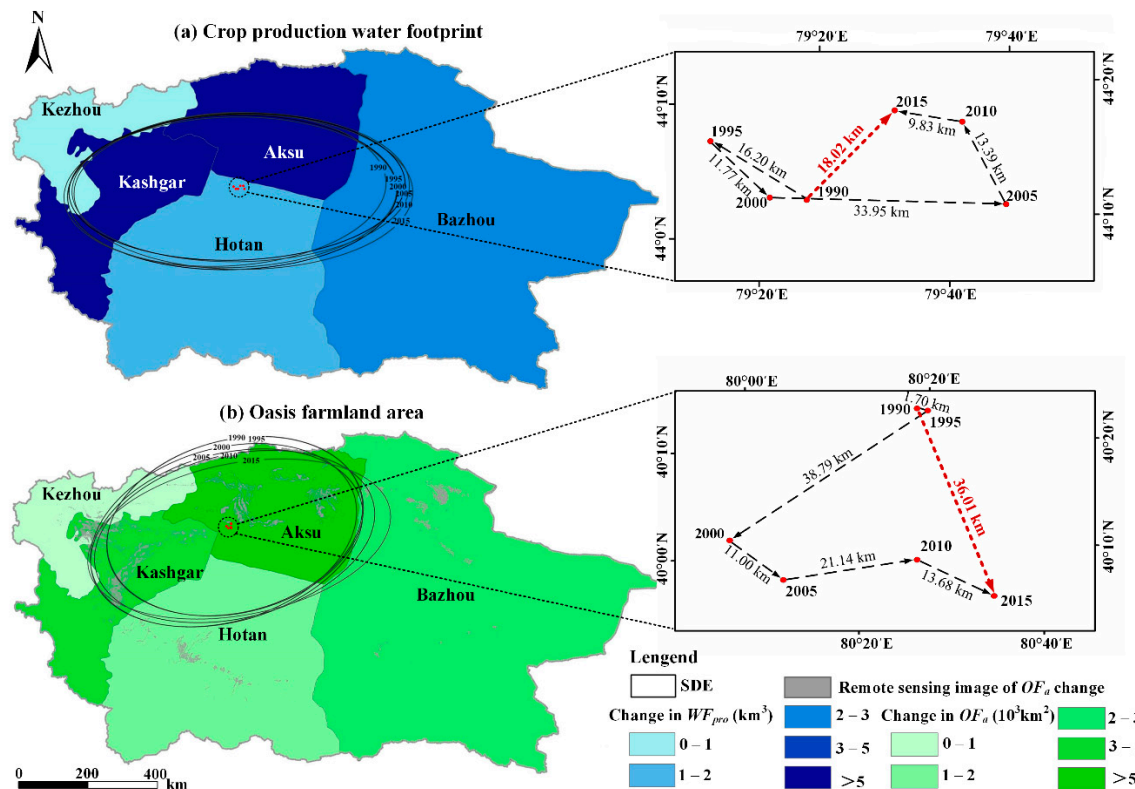 N
(a) Crop production water footprint
Kezhou
Aksu
Kashgar
Hotan
Bazhou
1990
1995
2000
2005
2010
2015
79°20′E 79°40′E
44°10′N
44°0′N
44°20′N
44°10′N
79°20′E 79°40′E
1995
2000
1990
2015
2010
2005
16.20 km
11.77 km
33.95 km
13.39 km
9.83 km
18.02 km
(b) Oasis farmland area
1990 1995
2000
2005 2010
2015
Kezhou
Aksu
Kashgar
Hotan
Bazhou
80°00′E 80°20′E
40°10′N
40°00′N
40°20′N
40°10′N
80°20′E 80°40′E
1.70 km
1990
1995
38.79 km
36.01 km
2000
11.00 km
2005
21.14 km
2010
13.68 km
2015
Lengend
SDE
Remote sensing image of OFa change
Change in WFpro (km3)
0 – 1
1 – 2
2 – 3
3 – 5
>5
Change in OFa (103km2)
0 – 1
1 – 2
2 – 3
3 –
>5
0 200 400
km